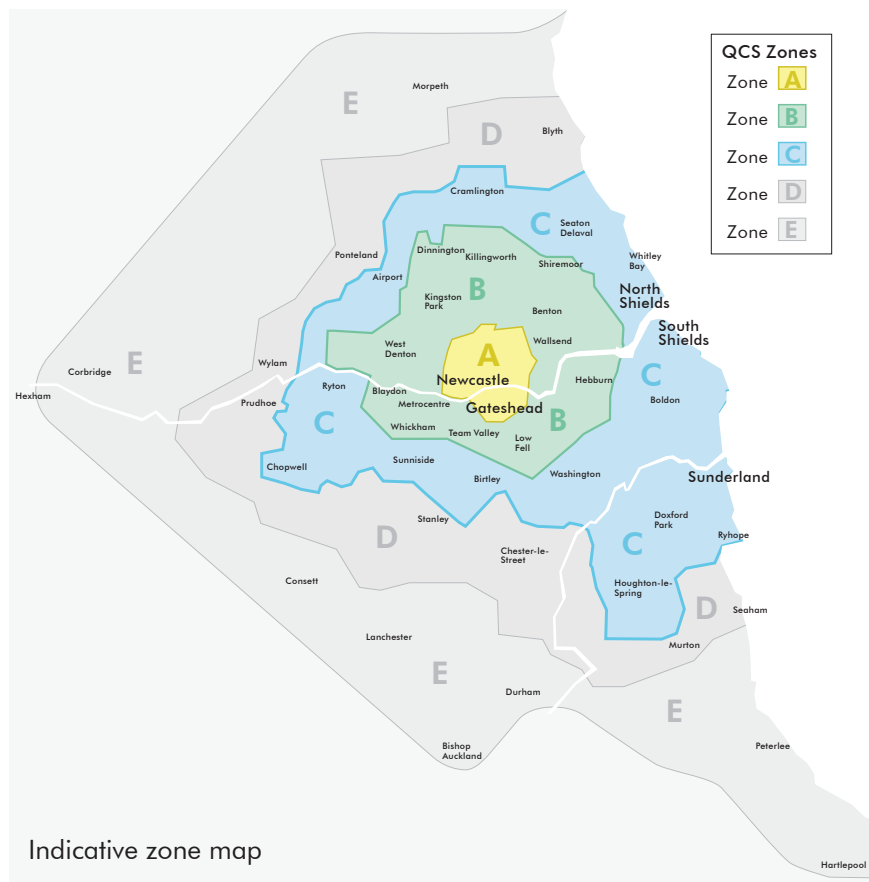 QCS Zones
Zone A
Zone B
Zone C
Zone D
Zone E
Morpeth
E
D
Blyth
Cramlington
C
Seaton
Delaval
Ponteland
Dinnington
Killingworth
Shiremoor
Whitley
Bay
Airport
B
Kingston
Park
North
Shields
Benton
South
Shields
West
Denton
A
Wallsend
E
Corbridge
Wylam
Hexham
Prudhoe
Ryton
Blaydon
Newcastle
Hebburn
C
Metrocentre
Gateshead
Boldon
C
Whickham
Team Valley
Low
Fell
B
Chopwell
Sunniside
Birtley
Washington
Sunderland
Stanley
D
Doxford
Park
Ryhope
C
Chester-le-
Street
Consett
Houghton-le-
Spring
D
Seaham
Lanchester
Murton
E
Durham
E
Bishop
Auckland
Peterlee
Indicative zone map
Hartlepool